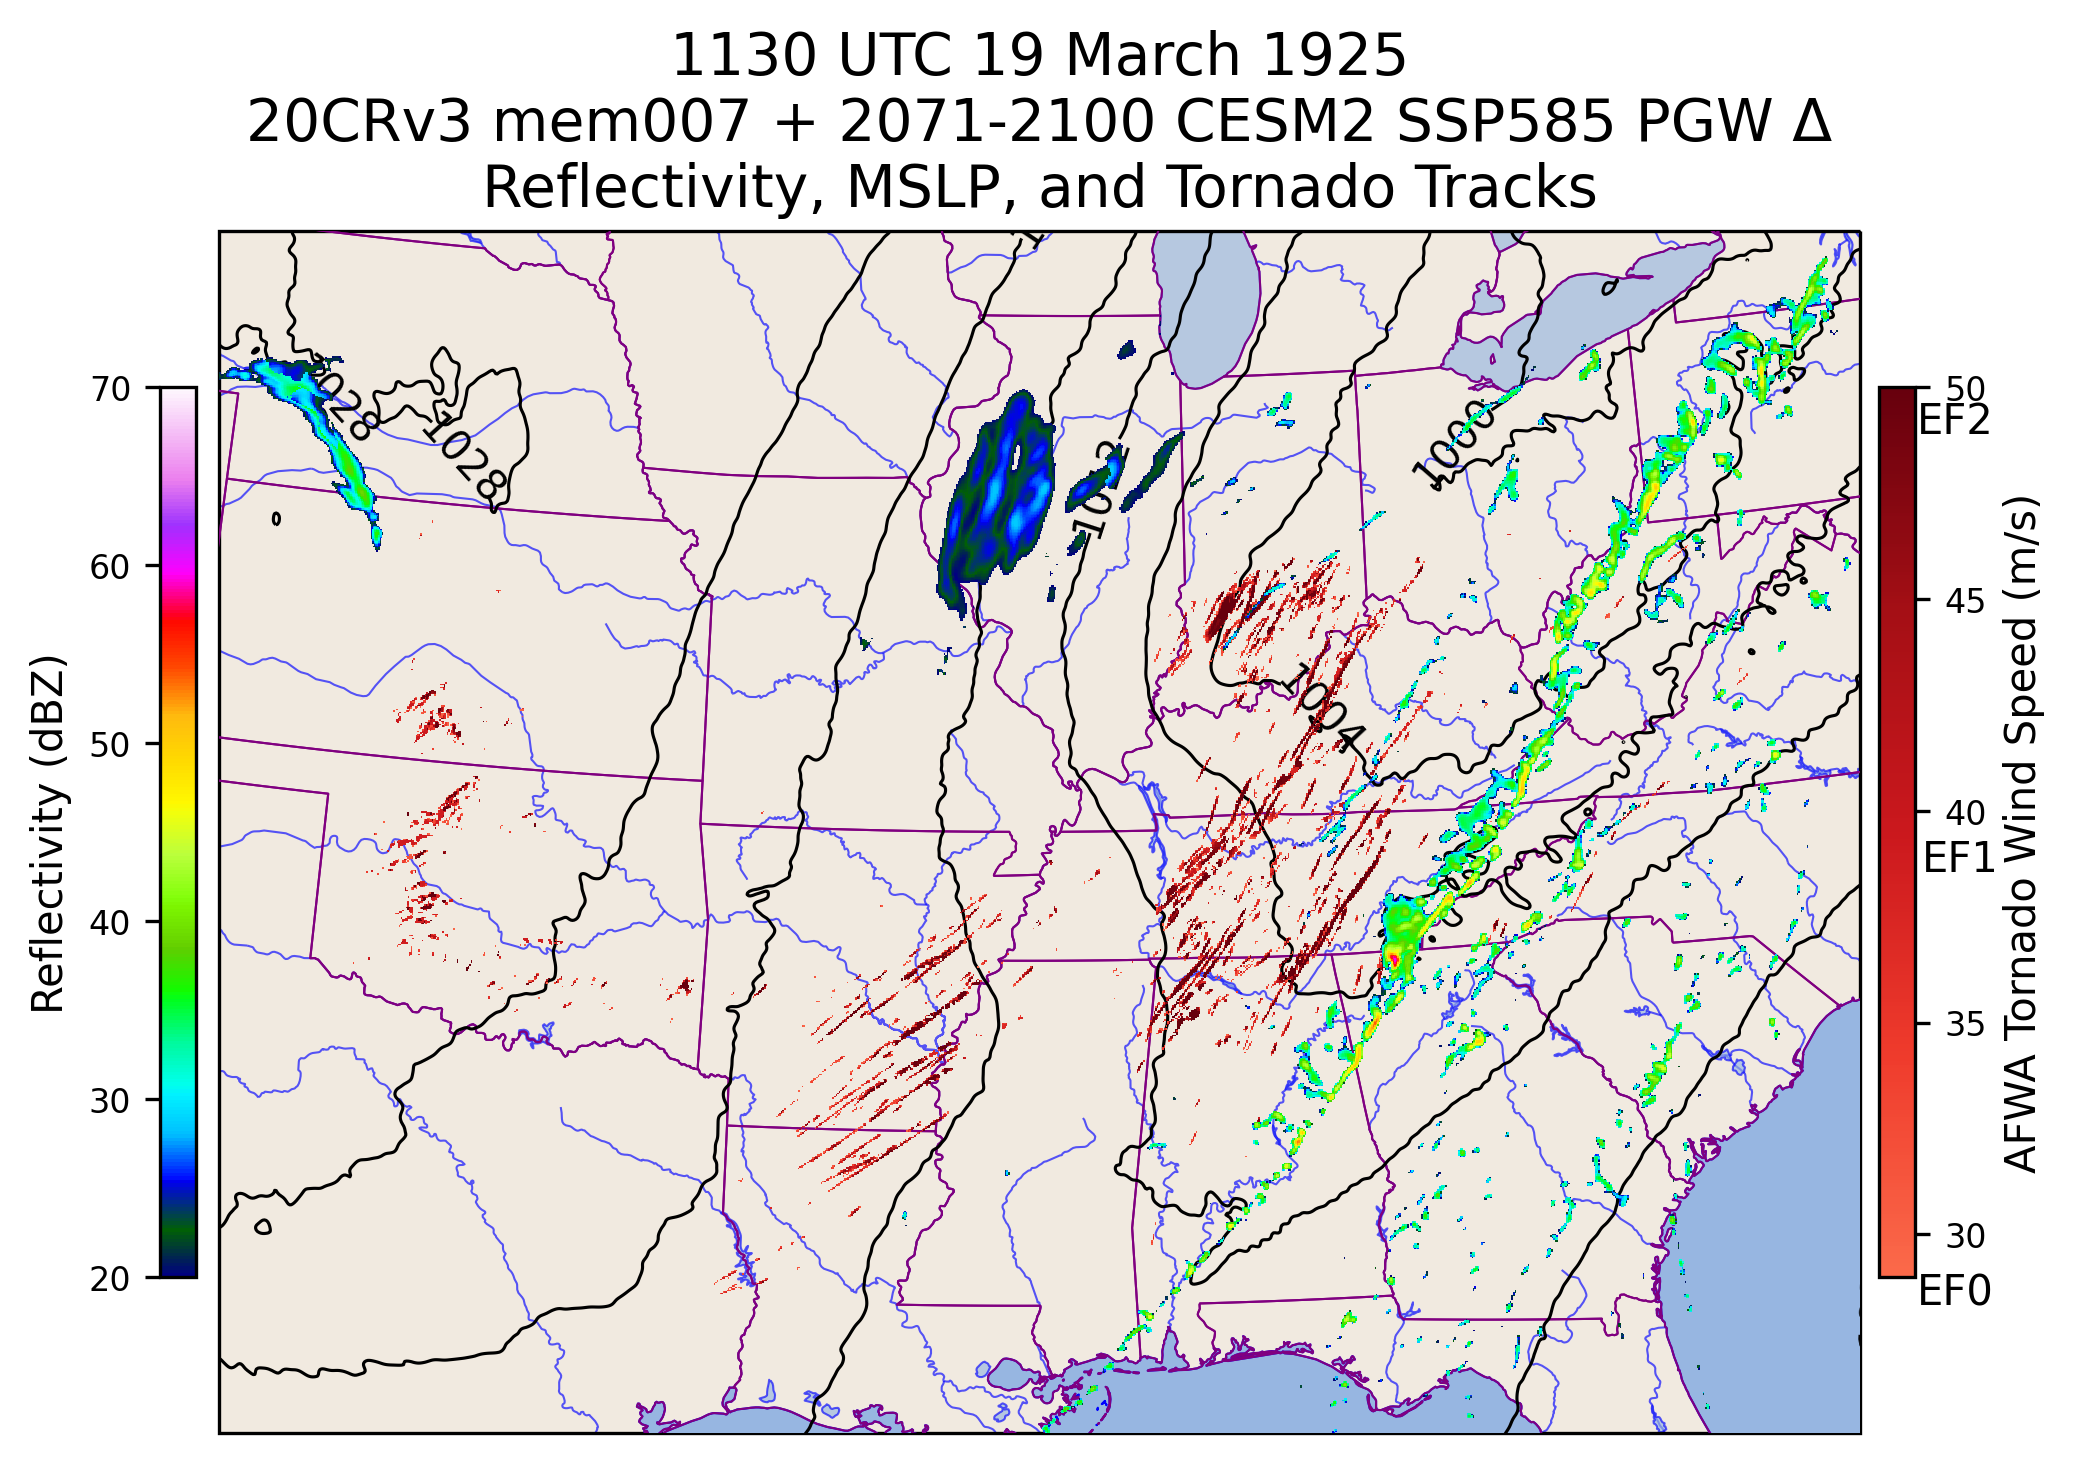 1130 UTC 19 March 1925
20CRv3 mem007 + 2071-2100 CESM2 SSP585 PGW Δ
Reflectivity, MSLP, and Tornado Tracks
70
60
50
40
30
20
Reflectivity (dBZ)
1028
1028
1012
1000
1004
50
EF2
45
40
EF1
35
30
EF0
AFWA Tornado Wind Speed (m/s)